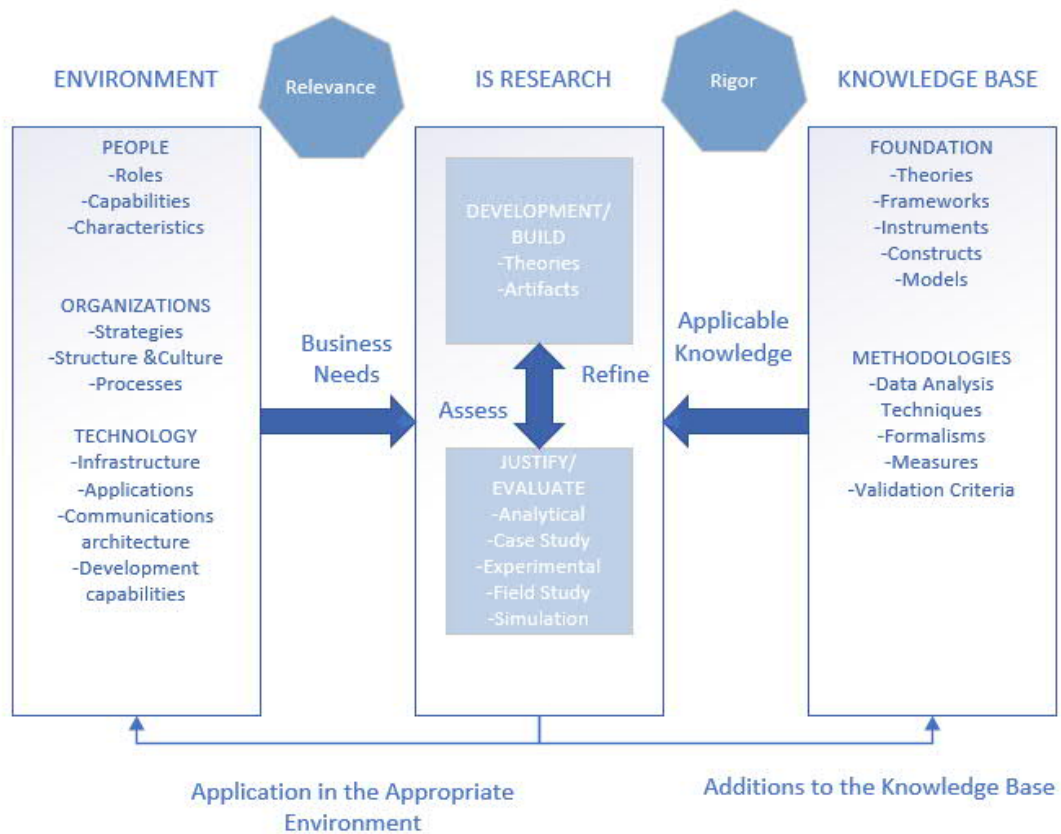 ENVIRONMENT
Relevance
IS RESEARCH
Rigor
KNOWLEDGE BASE
PEOPLE
-Roles
-Capabilities
-Characteristics
ORGANIZATIONS
-Strategies
-Structure &Culture
-Processes
TECHNOLOGY
-Infrastructure
-Applications
-Communications
architecture
-Development
capabilities
Business
Needs
DEVELOPMENT/
BUILD
-Theories
-Artifacts
Assess
Refine
JUSTIFY/
EVALUATE
-Analytical
-Case Study
-Experimental
-Field Study
-Simulation
Applicable
Knowledge
FOUNDATION
-Theories
-Frameworks
-Instruments
-Constructs
-Models
METHODOLOGIES
-Data Analysis
Techniques
-Formalisms
-Measures
-Validation Criteria
Application in the Appropriate
Environment
Additions to the Knowledge Base